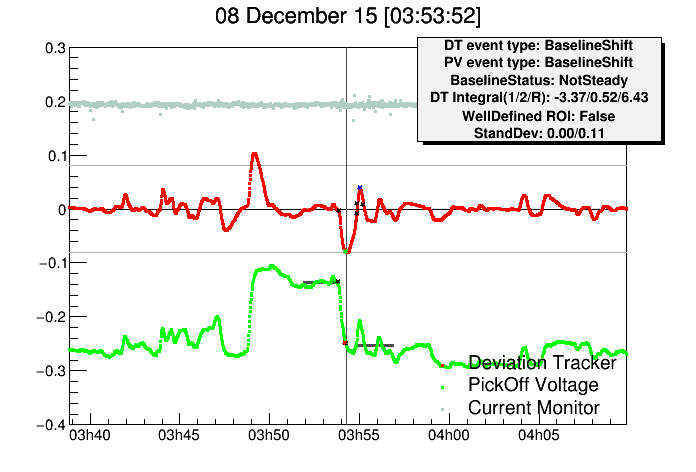 08 December 15 [03:53:52]
DT event type: BaselineShift
PV event type: BaselineShift
BaselineStatus: NotSteady
DT Integral(1/2/R): -3.37/0.52/6.43
WellDefined ROI: False
StandDev: 0.00/0.11
0.3
0.2
0.1
0
−0.1
−0.2
−0.3
−0.4
Deviation Tracker
PickOff Voltage
Current Monitor
03h40 03h45 03h50 03h55 04h00 04h05